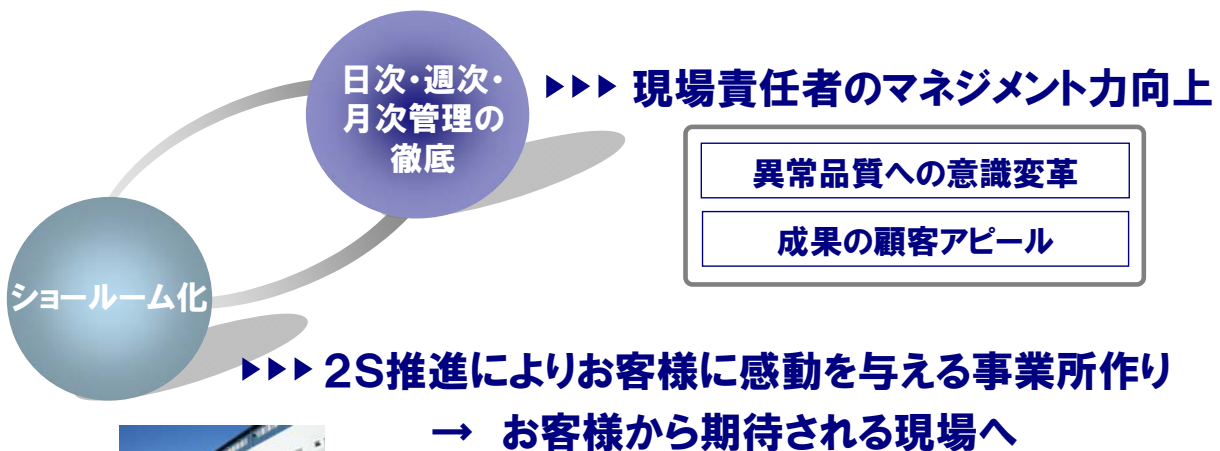 日次・週次・
月次管理の
徹底
▶▶▶ 現場責任者のマネジメント力向上
異常品質への意識変革
成果の顧客アピール
ショールーム化
▶▶▶ 2S推進によりお客様に感動を与える事業所作り
→ お客様から期待される現場へ